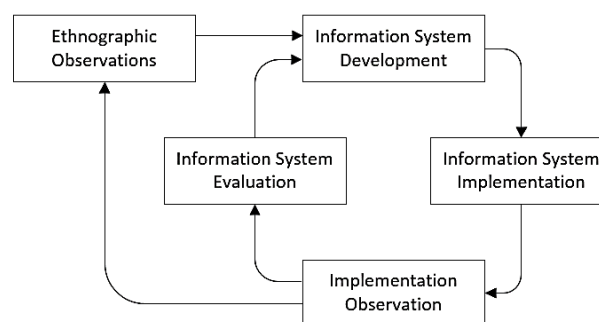 Ethnographic
Observations
Information System
Development
Information System
Evaluation
Information System
Implementation
Implementation
Observation